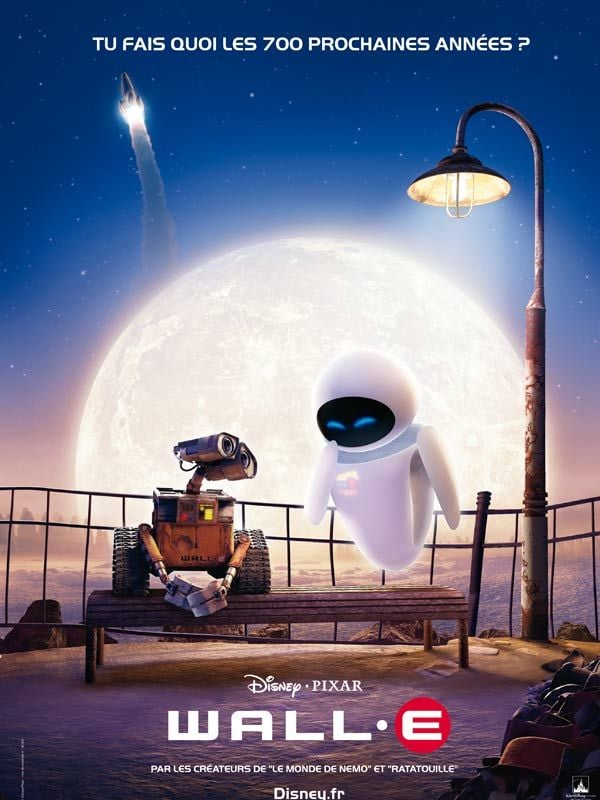 TU FAIS QUOI LES 700 PROCHAINES ANNÉES ?
WALL•E
DISNEY • PIXAR
WALL•E
PAR LES CRÉATEURS DE "LE MONDE DE NEMO" ET "RATATOUILLE"
Disney.fr